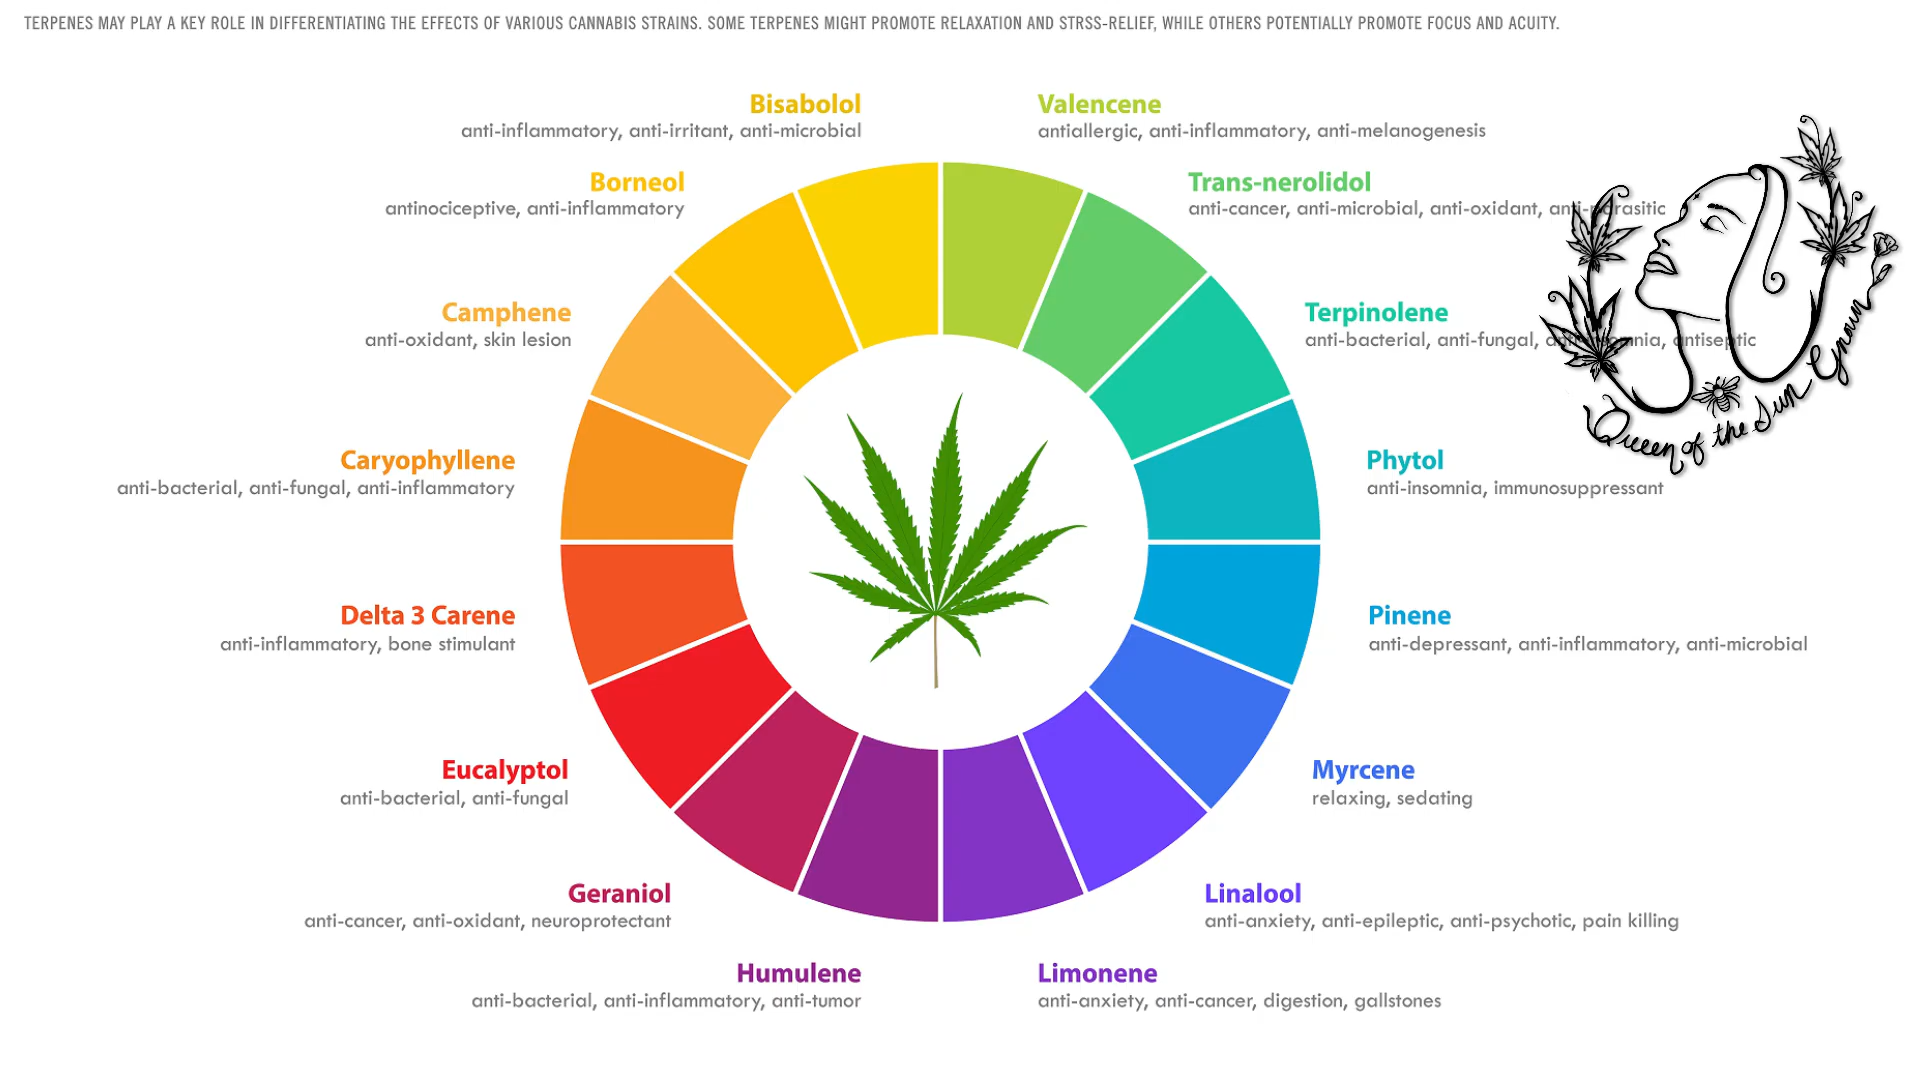 TERPENES MAY PLAY A KEY ROLE IN DIFFERENTIATING THE EFFECTS OF VARIOUS CANNABIS STRAINS. SOME TERPENES MIGHT PROMOTE RELAXATION AND STRSS-RELIEF, WHILE OTHERS POTENTIALLY PROMOTE FOCUS AND ACUITY.
Bisabolol
anti-inflammatory, anti-irritant, anti-microbial
Valencene
antiallergic, anti-inflammatory, anti-melanogenesis
Borneol
antinociceptive, anti-inflammatory
Trans-nerolidol
anti-cancer, anti-microbial, anti-oxidant, anti-parasitic
Camphene
anti-oxidant, skin lesion
Terpinolene
anti-bacterial, anti-fungal, anti-insomnia, antiseptic
Queen of the Sun Grown
Caryophyllene
anti-bacterial, anti-fungal, anti-inflammatory
Phytol
anti-insomnia, immunosuppressant
Delta 3 Carene
anti-inflammatory, bone stimulant
Pinene
anti-depressant, anti-inflammatory, anti-microbial
Eucalyptol
anti-bacterial, anti-fungal
Myrcene
relaxing, sedating
Geraniol
anti-cancer, anti-oxidant, neuroprotectant
Linalool
anti-anxiety, anti-epileptic, anti-psychotic, pain killing
Humulene
anti-bacterial, anti-inflammatory, anti-tumor
Limonene
anti-anxiety, anti-cancer, digestion, gallstones